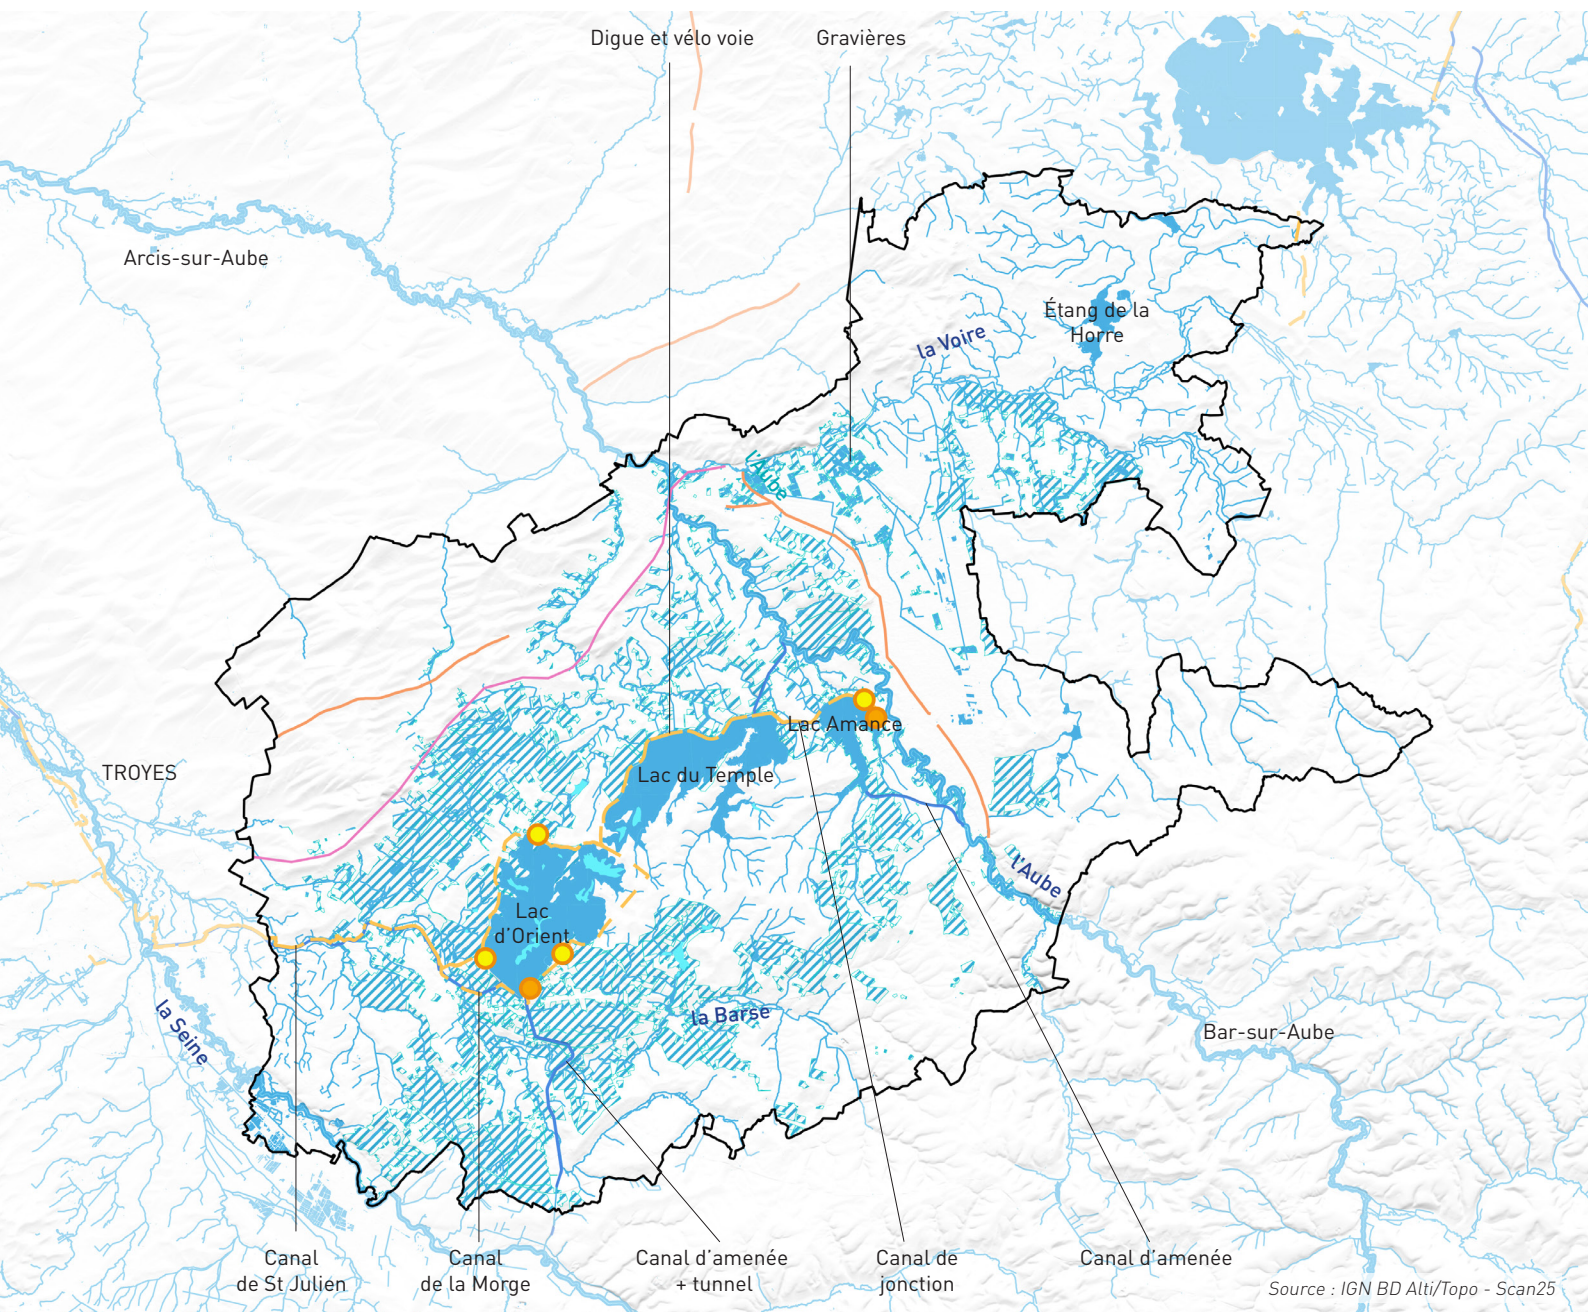 Digue et vélo voie
Gravières
Arcis-sur-Aube
Étang de la
Horre
la Voire
l'Aube
Lac Amance
TROYES
Lac du Temple
l'Aube
Lac
d'Orient
la Barse
la Seine
Bar-sur-Aube
Canal
de St Julien
Canal
de la Morge
Canal d'amenée
+ tunnel
Canal de
jonction
Canal d'amenée
Source : IGN BD Alti/Topo - Scan25